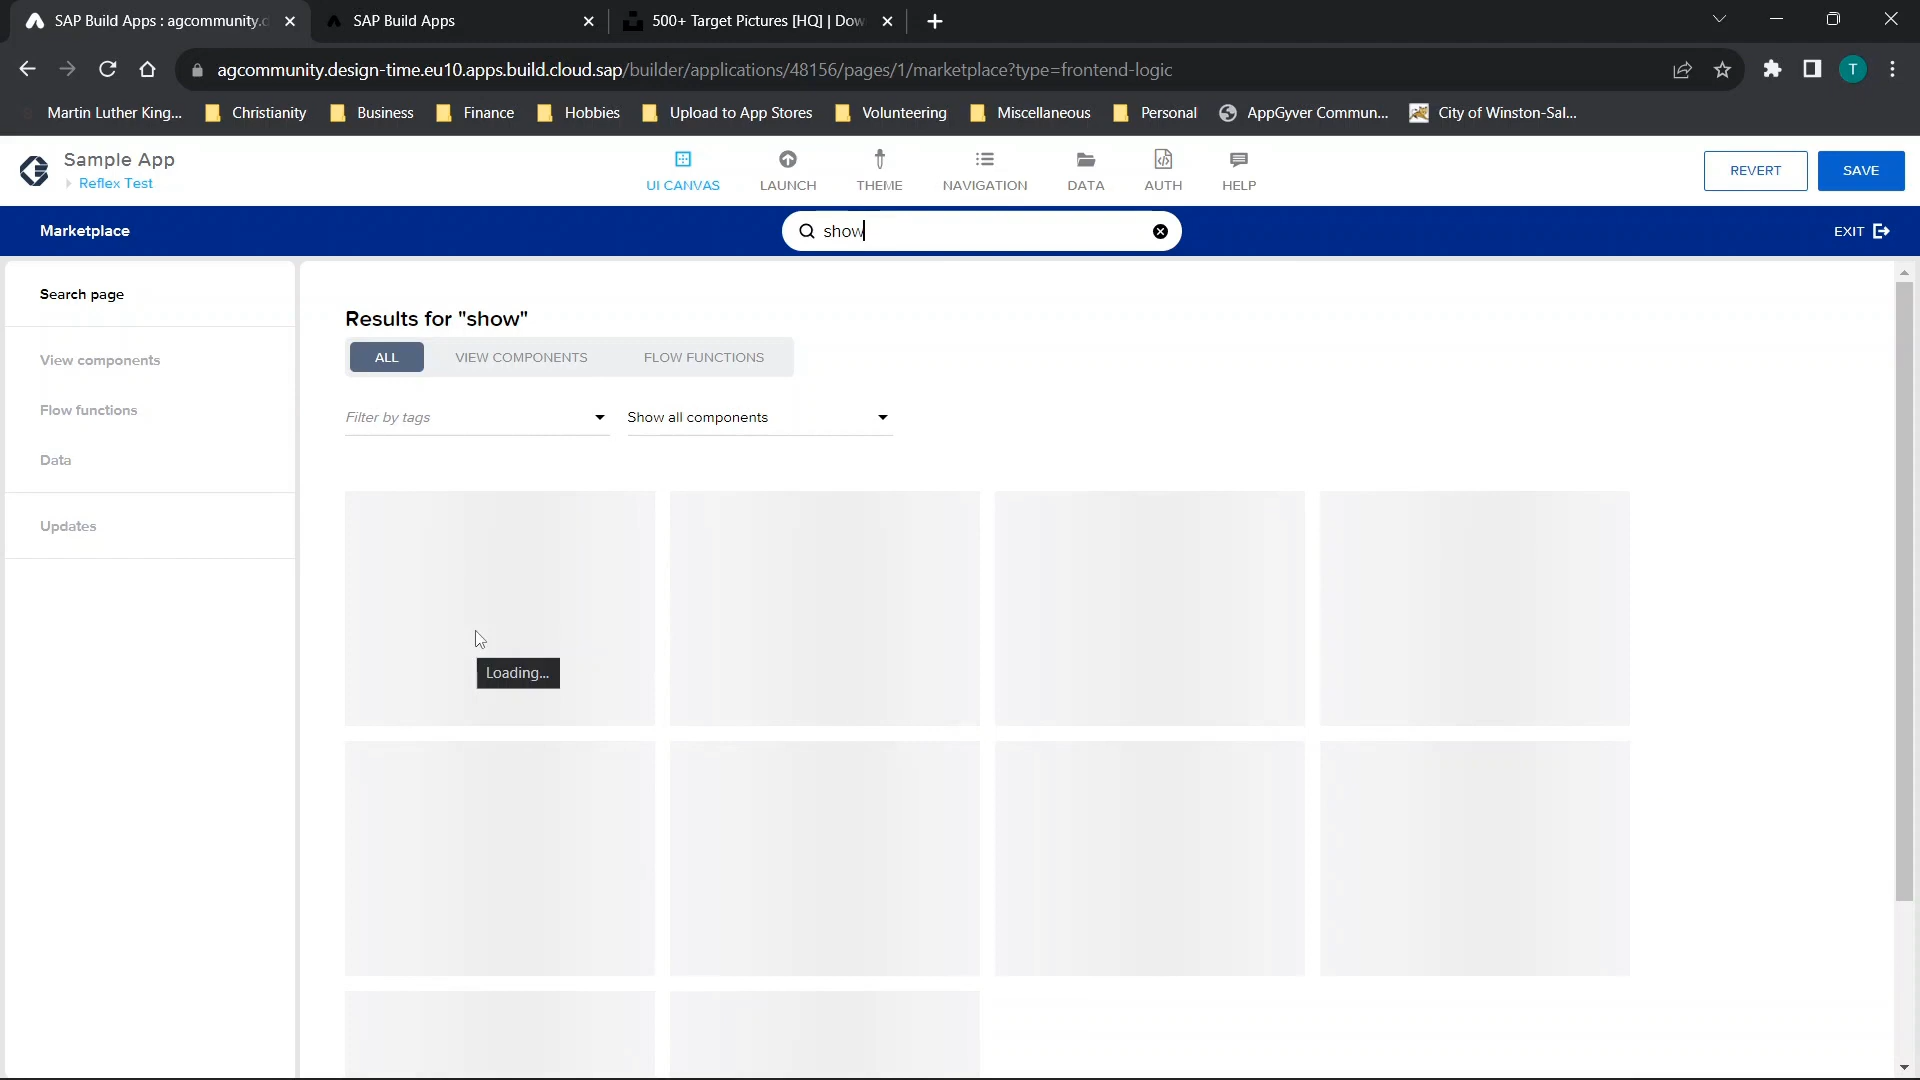 SAP Build Apps : agcommunity.c
SAP Build Apps
500+ Target Pictures [HQ] | Dow
agcommunity.design-time.eu10.apps.build.cloud.sap/builder/applications/48156/pages/1/marketplace?type=frontend-logic
T
Martin Luther King...
Christianity
Business
Finance
Hobbies
Upload to App Stores
Volunteering
Miscellaneous
Personal
AppGyver Commun...
City of Winston-Sal...
Sample App
Reflex Test
UI CANVAS
LAUNCH
THEME
NAVIGATION
DATA
AUTH
HELP
REVERT
SAVE
Marketplace
show
EXIT
Search page
View components
Flow functions
Data
Updates
Results for "show"
ALL
VIEW COMPONENTS
FLOW FUNCTIONS
Filter by tags
Show all components
Loading...